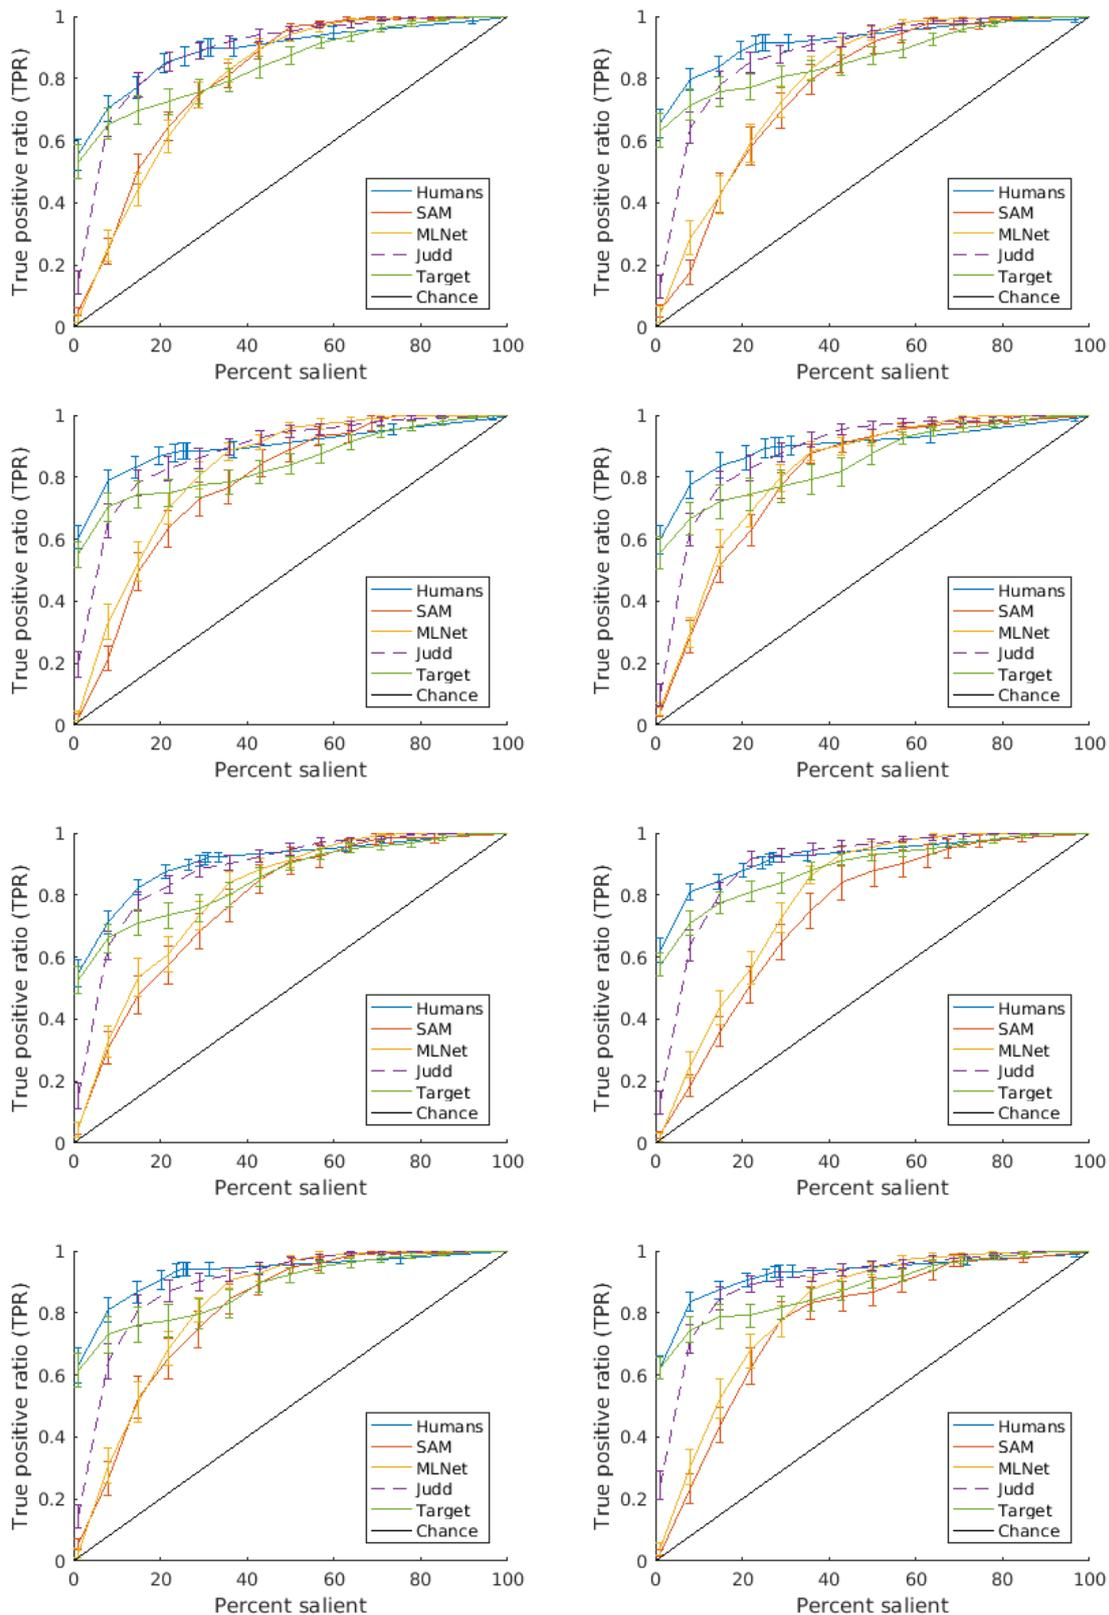 True positive ratio (TPR)
1
0.8
0.6
0.4
0.2
0
Humans
SAM
MLNet
Judd
Target
Chance
0 20 40 60 80 100
Percent salient
True positive ratio (TPR)
1
0.8
0.6
0.4
0.2
0
Humans
SAM
MLNet
Judd
Target
Chance
0 20 40 60 80 100
Percent salient
True positive ratio (TPR)
1
0.8
0.6
0.4
0.2
0
Humans
SAM
MLNet
Judd
Target
Chance
0 20 40 60 80 100
Percent salient
True positive ratio (TPR)
1
0.8
0.6
0.4
0.2
0
Humans
SAM
MLNet
Judd
Target
Chance
0 20 40 60 80 100
Percent salient
True positive ratio (TPR)
1
0.8
0.6
0.4
0.2
0
Humans
SAM
MLNet
Judd
Target
Chance
0 20 40 60 80 100
Percent salient
True positive ratio (TPR)
1
0.8
0.6
0.4
0.2
0
Humans
SAM
MLNet
Judd
Target
Chance
0 20 40 60 80 100
Percent salient
True positive ratio (TPR)
1
0.8
0.6
0.4
0.2
0
Humans
SAM
MLNet
Judd
Target
Chance
0 20 40 60 80 100
Percent salient
True positive ratio (TPR)
1
0.8
0.6
0.4
0.2
0
Humans
SAM
MLNet
Judd
Target
Chance
0 20 40 60 80 100
Percent salient